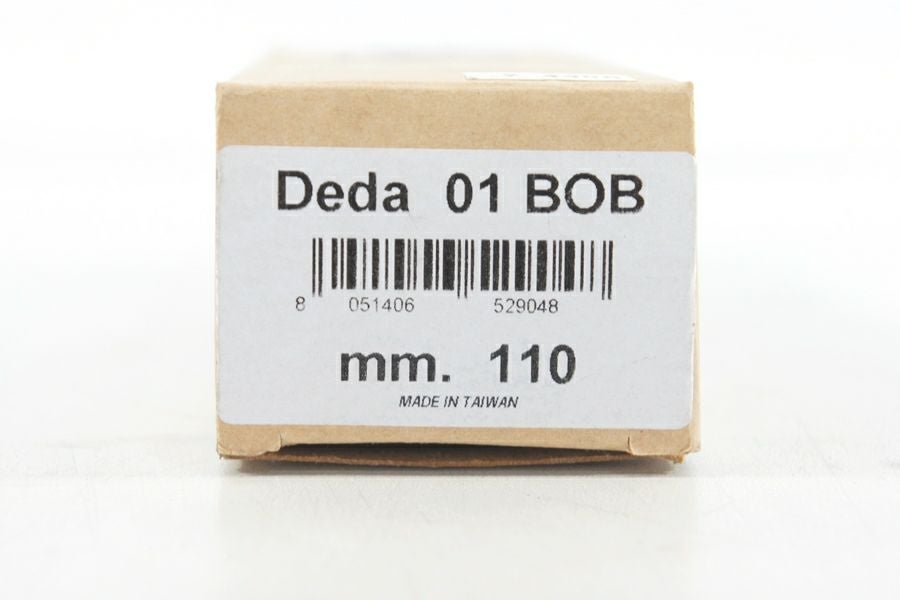 Deda 01 BOB
8 051406 529048
mm. 110
MADE IN TAIWAN